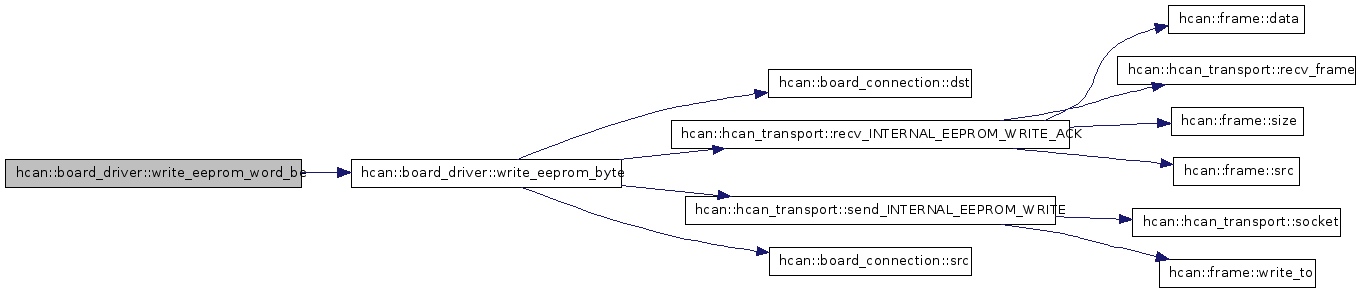 hcan::board_driver::write_eeprom_word_be
hcan::board_driver::write_eeprom_byte
hcan::board_connection::dst
hcan::hcan_transport::recv_INTERNAL_EEPROM_WRITE_ACK
hcan::hcan_transport::send_INTERNAL_EEPROM_WRITE
hcan::board_connection::src
hcan::frame::data
hcan::hcan_transport::recv_frame
hcan::frame::size
hcan::frame::src
hcan::hcan_transport::socket
hcan::frame::write_to